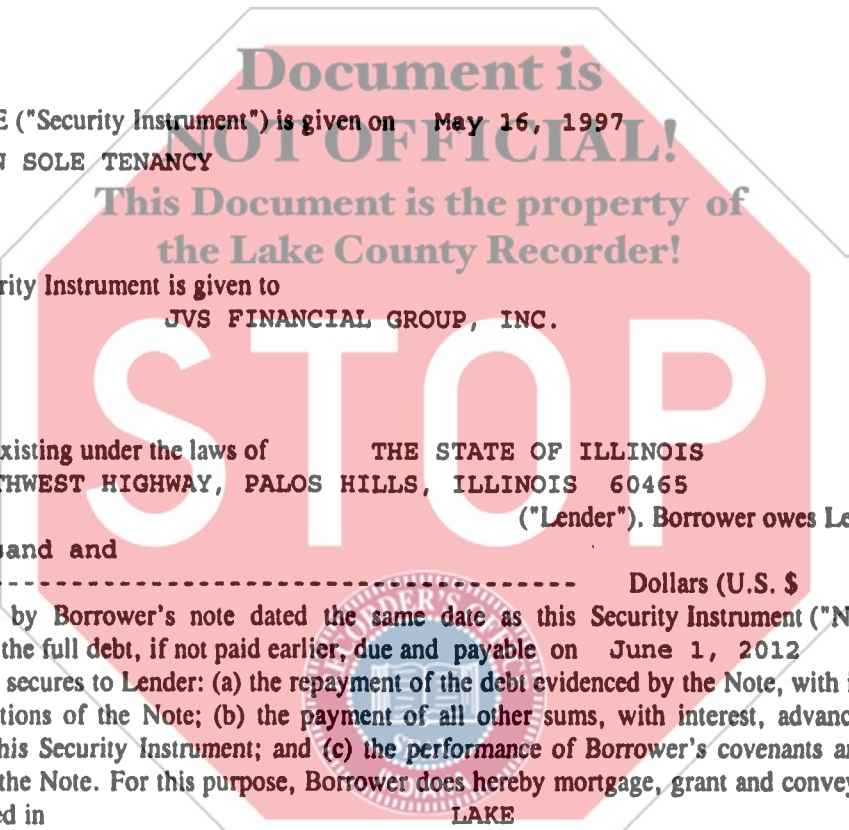 Document is
E ("Security Instrument") is given on May 16, 1997
NOT OFFICIAL!
N SOLE TENANCY
This Document is the property of
the Lake County Recorder!
rity Instrument is given to
JVS FINANCIAL GROUP, INC.
STOP
xisting under the laws of THE STATE OF ILLINOIS
THWEST HIGHWAY, PALOS HILLS, ILLINOIS 60465
("Lender"). Borrower owes Le
sand and
------------------------------------------- Dollars (U.S. $
by Borrower's note dated the same date as this Security Instrument ("N
the full debt, if not paid earlier, due and payable on June 1, 2012
secures to Lender: (a) the repayment of the debt evidenced by the Note, with i
tions of the Note; (b) the payment of all other sums, with interest, advanc
his Security Instrument; and (c) the performance of Borrower's covenants a
the Note. For this purpose, Borrower does hereby mortgage, grant and convey
ed in LAKE